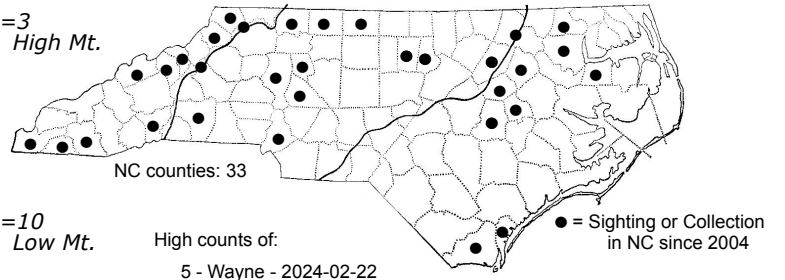 =3
High Mt.
NC counties: 33
=10
Low Mt.
High counts of:
5 - Wayne - 2024-02-22
● = Sighting or Collection
in NC since 2004